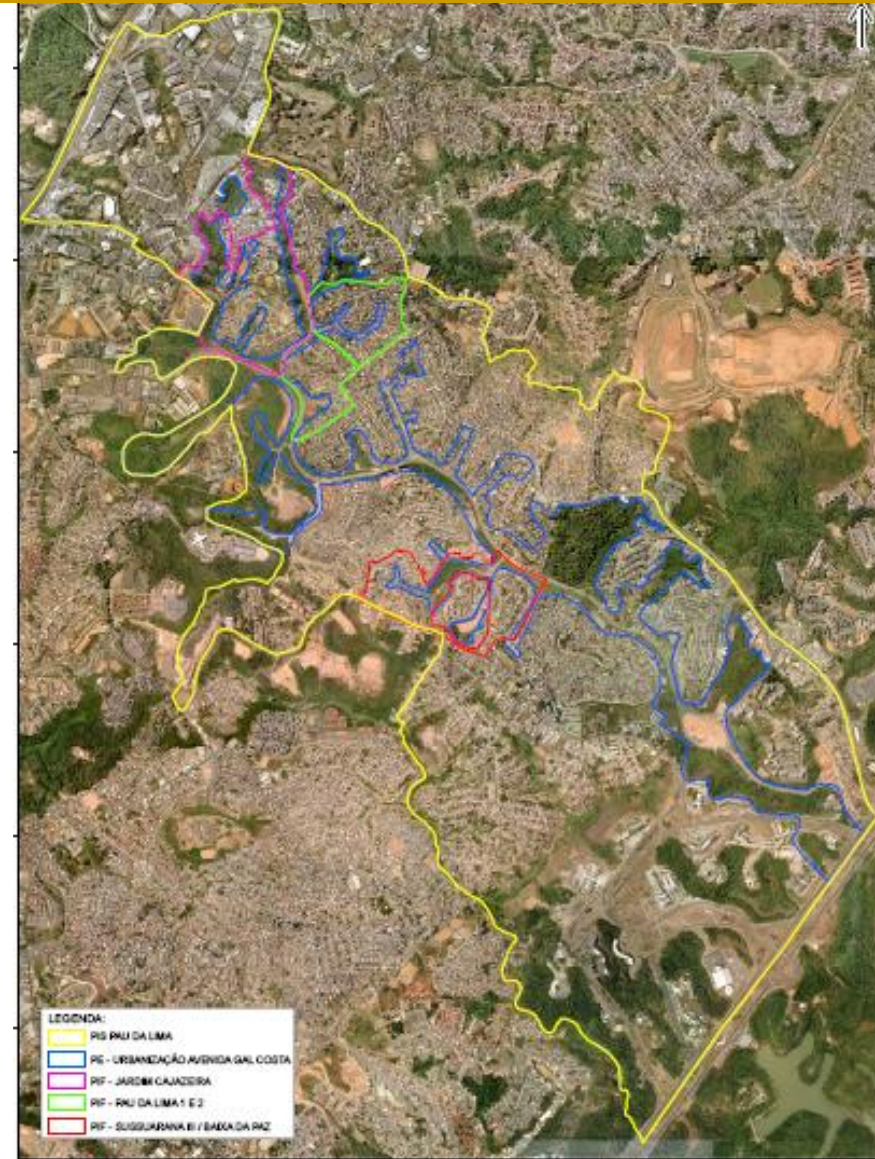 LEGENDA:
PIS PAU DA LIMA
PE - URBANIZAÇÃO AVENIDA GAL COSTA
PIF - JARDIM CAJAZEIRA
PIF - PAU DA LIMA 1 E 2
PIF - SUSSUARANA III / BAIXA DA PAZ